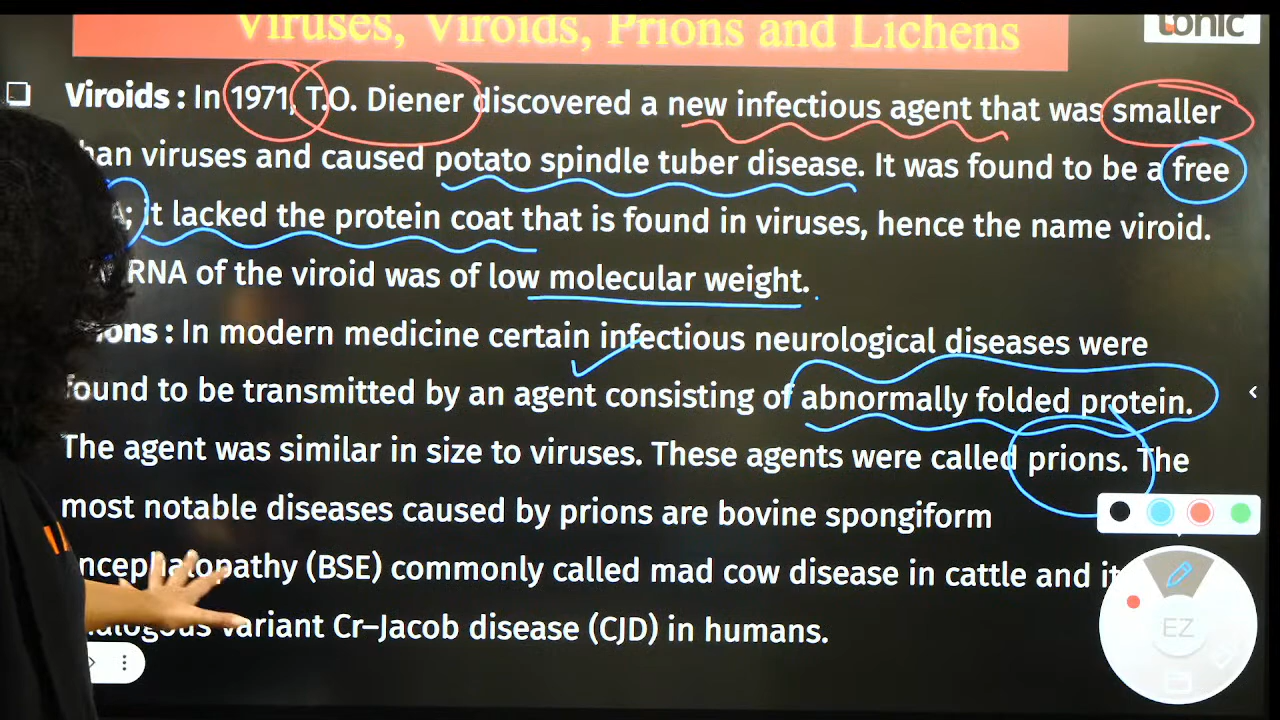 Viruses, Viroids, Prions and Lichens
tonic
Viroids : In 1971, T.O. Diener discovered a new infectious agent that was smaller
than viruses and caused potato spindle tuber disease. It was found to be a free
it lacked the protein coat that is found in viruses, hence the name viroid.
RNA of the viroid was of low molecular weight.
In modern medicine certain infectious neurological diseases were
found to be transmitted by an agent consisting of abnormally folded protein.
The agent was similar in size to viruses. These agents were called prions. The
most notable diseases caused by prions are bovine spongiform
encephalopathy (BSE) commonly called mad cow disease in cattle and
analogous variant Cr–Jacob disease (CJD) in humans.
EZ